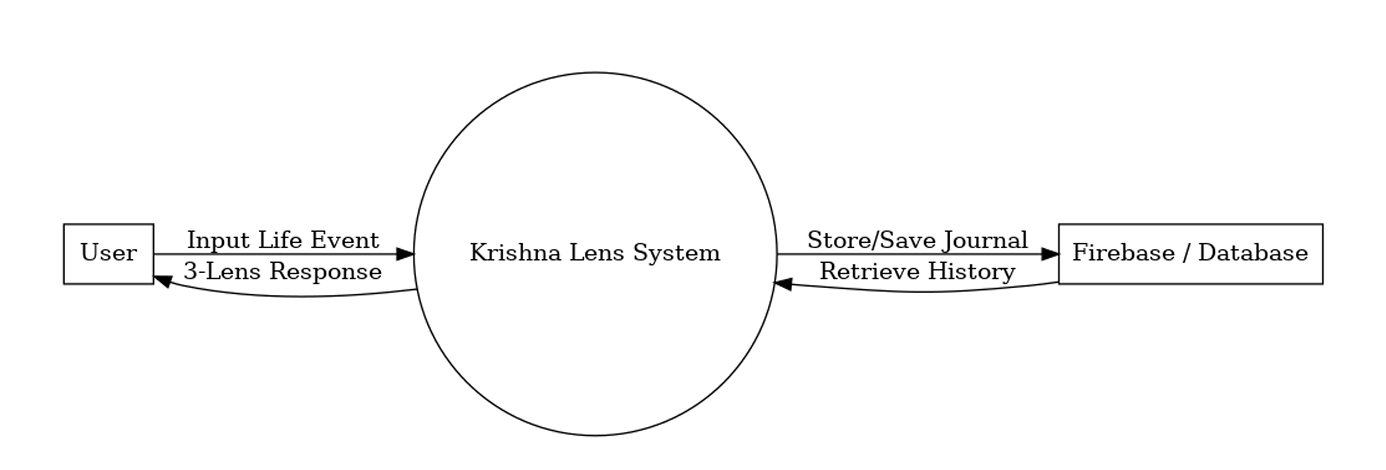 User
Input Life Event
3-Lens Response
Krishna Lens System
Store/Save Journal
Retrieve History
Firebase / Database